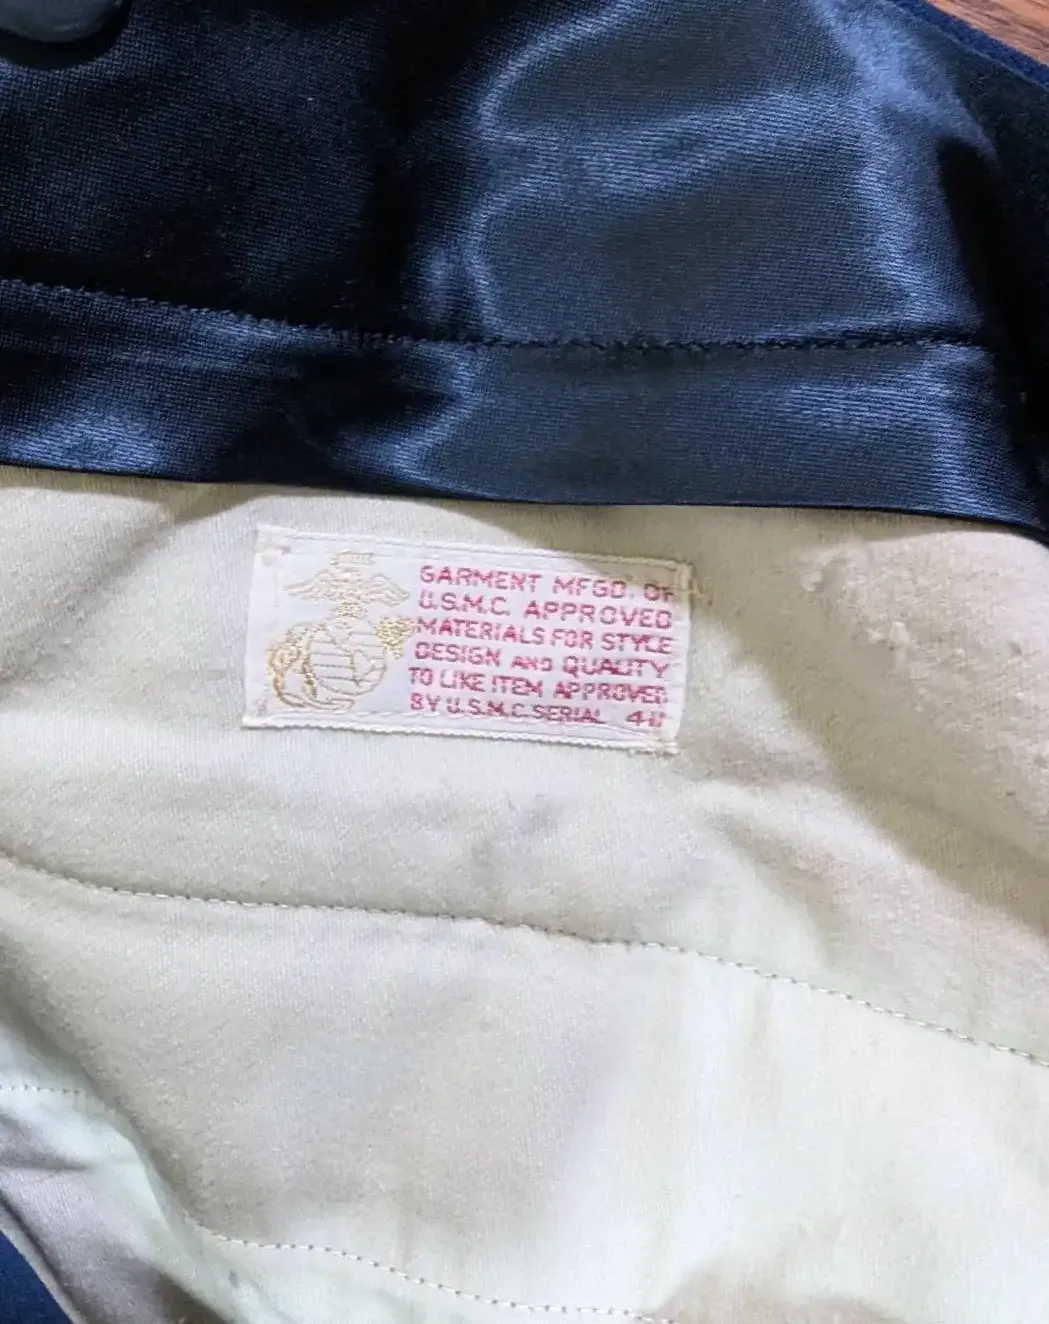 GARMENT MFGD. OF
U.S.M.C. APPROVED
MATERIALS FOR STYLE
DESIGN AND QUALITY
TO LIKE ITEM APPROVED
BY U.S.M.C. SERIAL